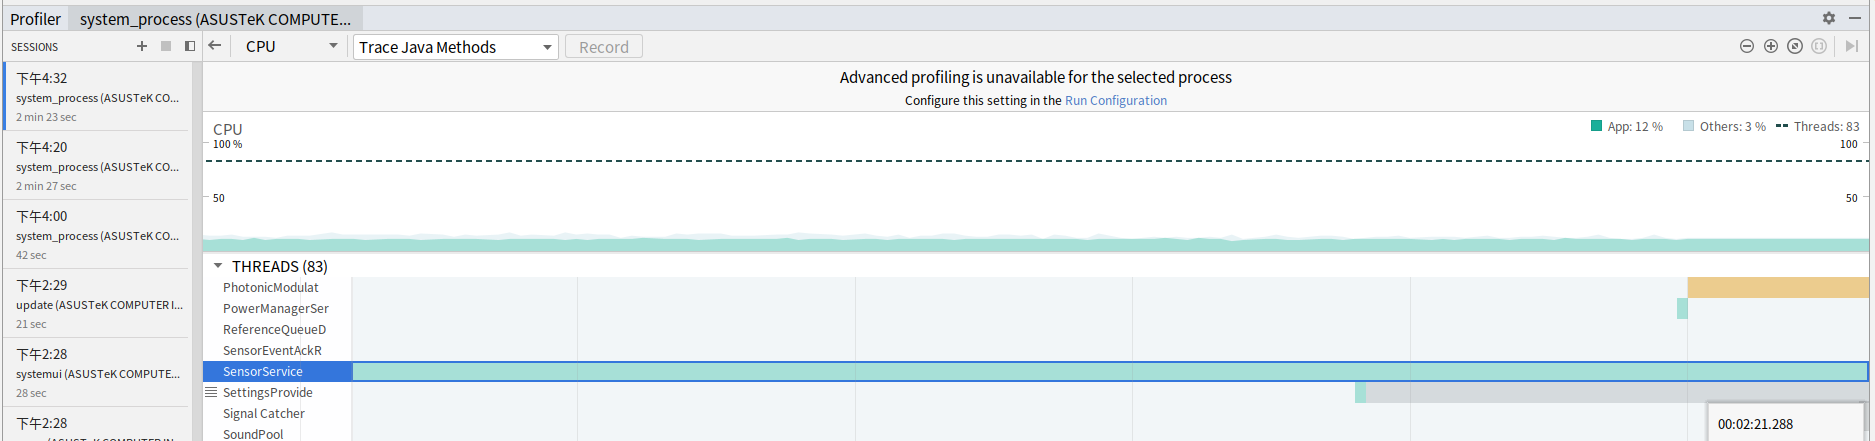 Profiler system_process (ASUSTeK COMPUTE...
SESSIONS
CPU Trace Java Methods Record
下午4:32
system_process (ASUSTeK CO...
2 min 23 sec
下午4:20
system_process (ASUSTeK CO...
2 min 27 sec
下午4:00
system_process (ASUSTeK CO...
42 sec
下午2:29
update (ASUSTeK COMPUTER I...
21 sec
下午2:28
systemui (ASUSTeK COMPUTE...
28 sec
下午2:28
Advanced profiling is unavailable for the selected process
Configure this setting in the Run Configuration
CPU
App: 12 % Others: 3 % Threads: 83
100 % 100
50 50
THREADS (83)
PhotonicModulat
PowerManagerSer
ReferenceQueueD
SensorEventAckR
SensorService
SettingsProvide
Signal Catcher
SoundPool
00:02:21.288